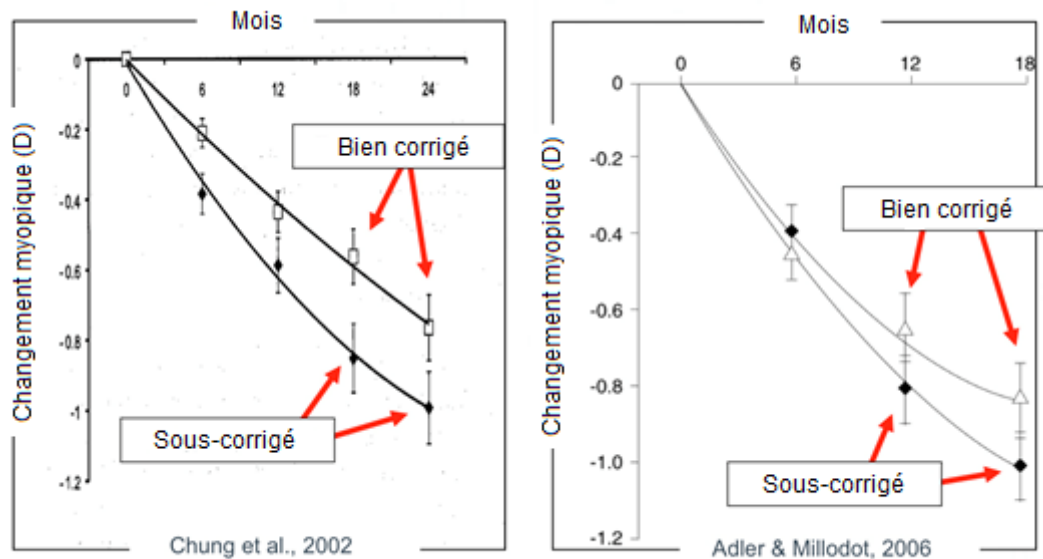 Mois
0
0
6
12
18
24
-0.2
-0.4
-0.6
-0.8
-1
-1.2
Changement myopique (D)
Bien corrigé
Sous-corrigé
Chung et al., 2002
Mois
0
6
12
18
0
-0.2
-0.4
-0.6
-0.8
-1.0
-1.2
Changement myopique (D)
Bien corrigé
Sous-corrigé
Adler & Millodot, 2006